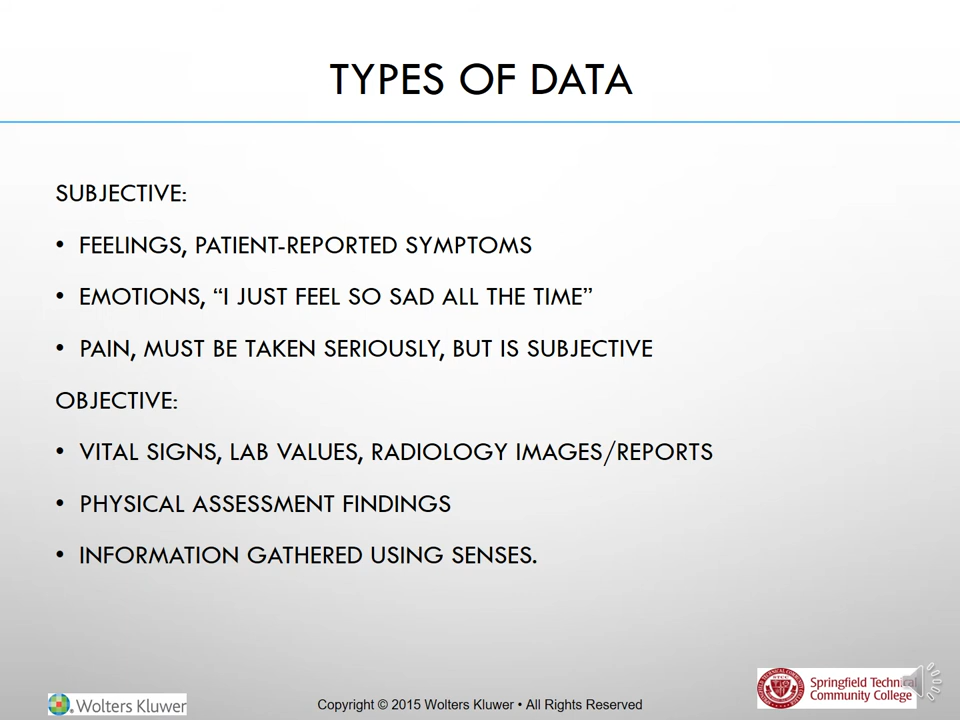 TYPES OF DATA
SUBJECTIVE:
• FEELINGS, PATIENT-REPORTED SYMPTOMS
• EMOTIONS, “I JUST FEEL SO SAD ALL THE TIME”
• PAIN, MUST BE TAKEN SERIOUSLY, BUT IS SUBJECTIVE
OBJECTIVE:
• VITAL SIGNS, LAB VALUES, RADIOLOGY IMAGES/REPORTS
• PHYSICAL ASSESSMENT FINDINGS
• INFORMATION GATHERED USING SENSES.
Wolters Kluwer
Copyright © 2015 Wolters Kluwer • All Rights Reserved
Springfield Technical
Community College